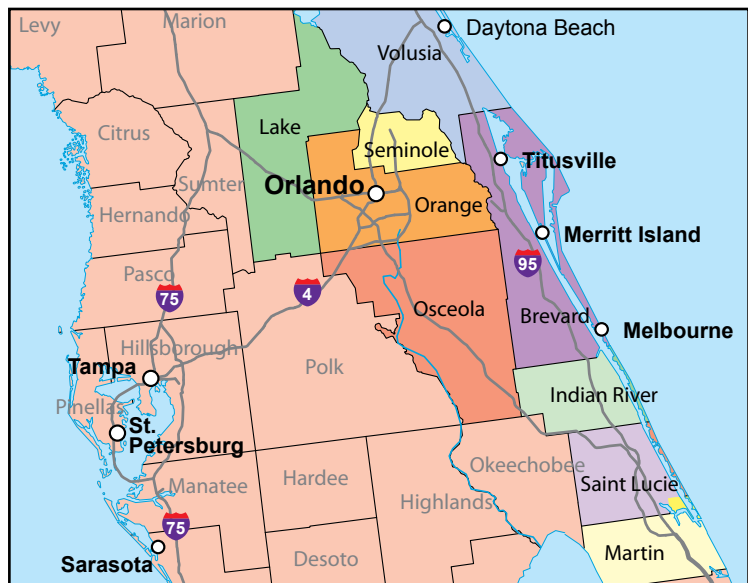 Levy
Marion
Daytona Beach
Volusia
Citrus
Lake
Seminole
Titusville
Sumter
Orlando
Orange
Hernando
Merritt Island
Pasco
95
75
4
Osceola
Brevard
Melbourne
Hillsborough
Polk
Tampa
Indian River
Pinellas
St.
Petersburg
Okeechobee
Hardee
Saint Lucie
Manatee
Highlands
75
Sarasota
Desoto
Martin